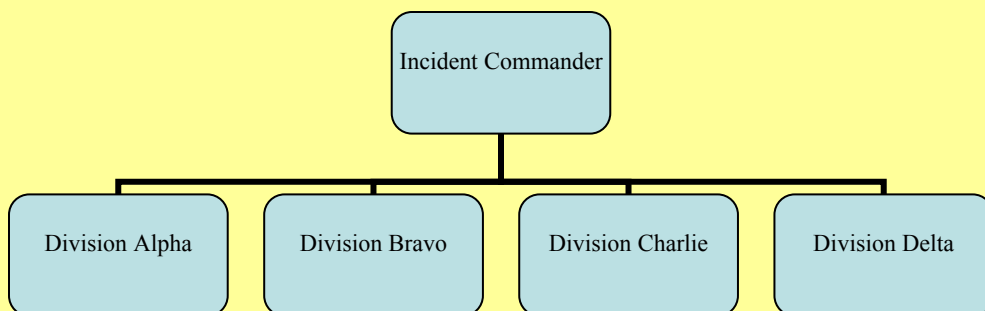 Incident Commander
Division Alpha
Division Bravo
Division Charlie
Division Delta